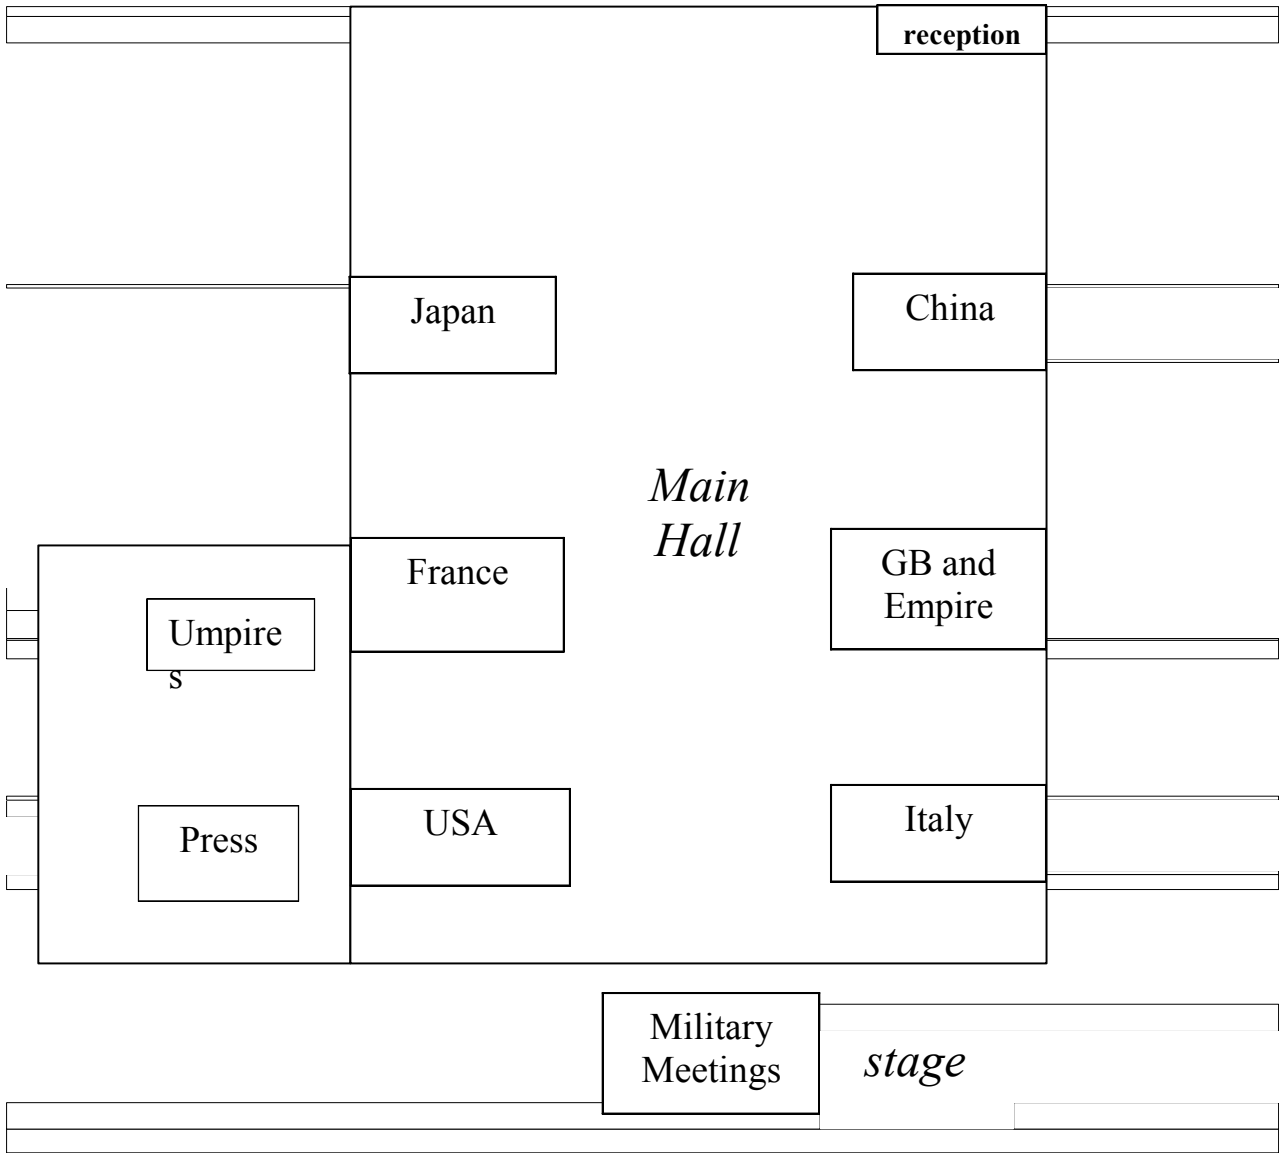 reception
Japan
China
Main
Hall
France
GB and
Empire
Umpire
s
USA
Italy
Press
Military
Meetings
stage